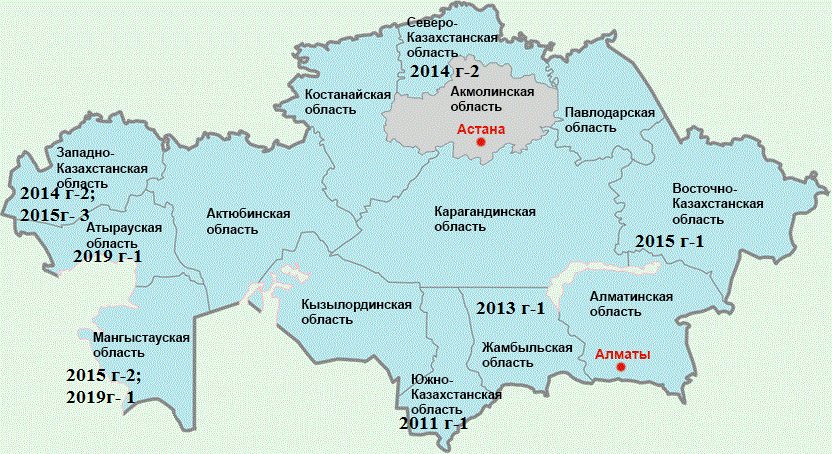 Северо-
Казахстанская
область
2014 г-2
Костанайская
область
Акмолинская
область
Астана
Павлодарская
область
Западно-
Казахстанская
область
2014 г-2;
2015г- 3
Атырауская
область
2019 г-1
Актюбинская
область
Карагандинская
область
Восточно-
Казахстанская
область
2015 г-1
Мангыстауская
область
2015 г-2;
2019г- 1
Кызылординская
область
2013 г-1
Жамбыльская
область
Алматинская
область
Алматы
Южно-
Казахстанская
область
2011 г-1